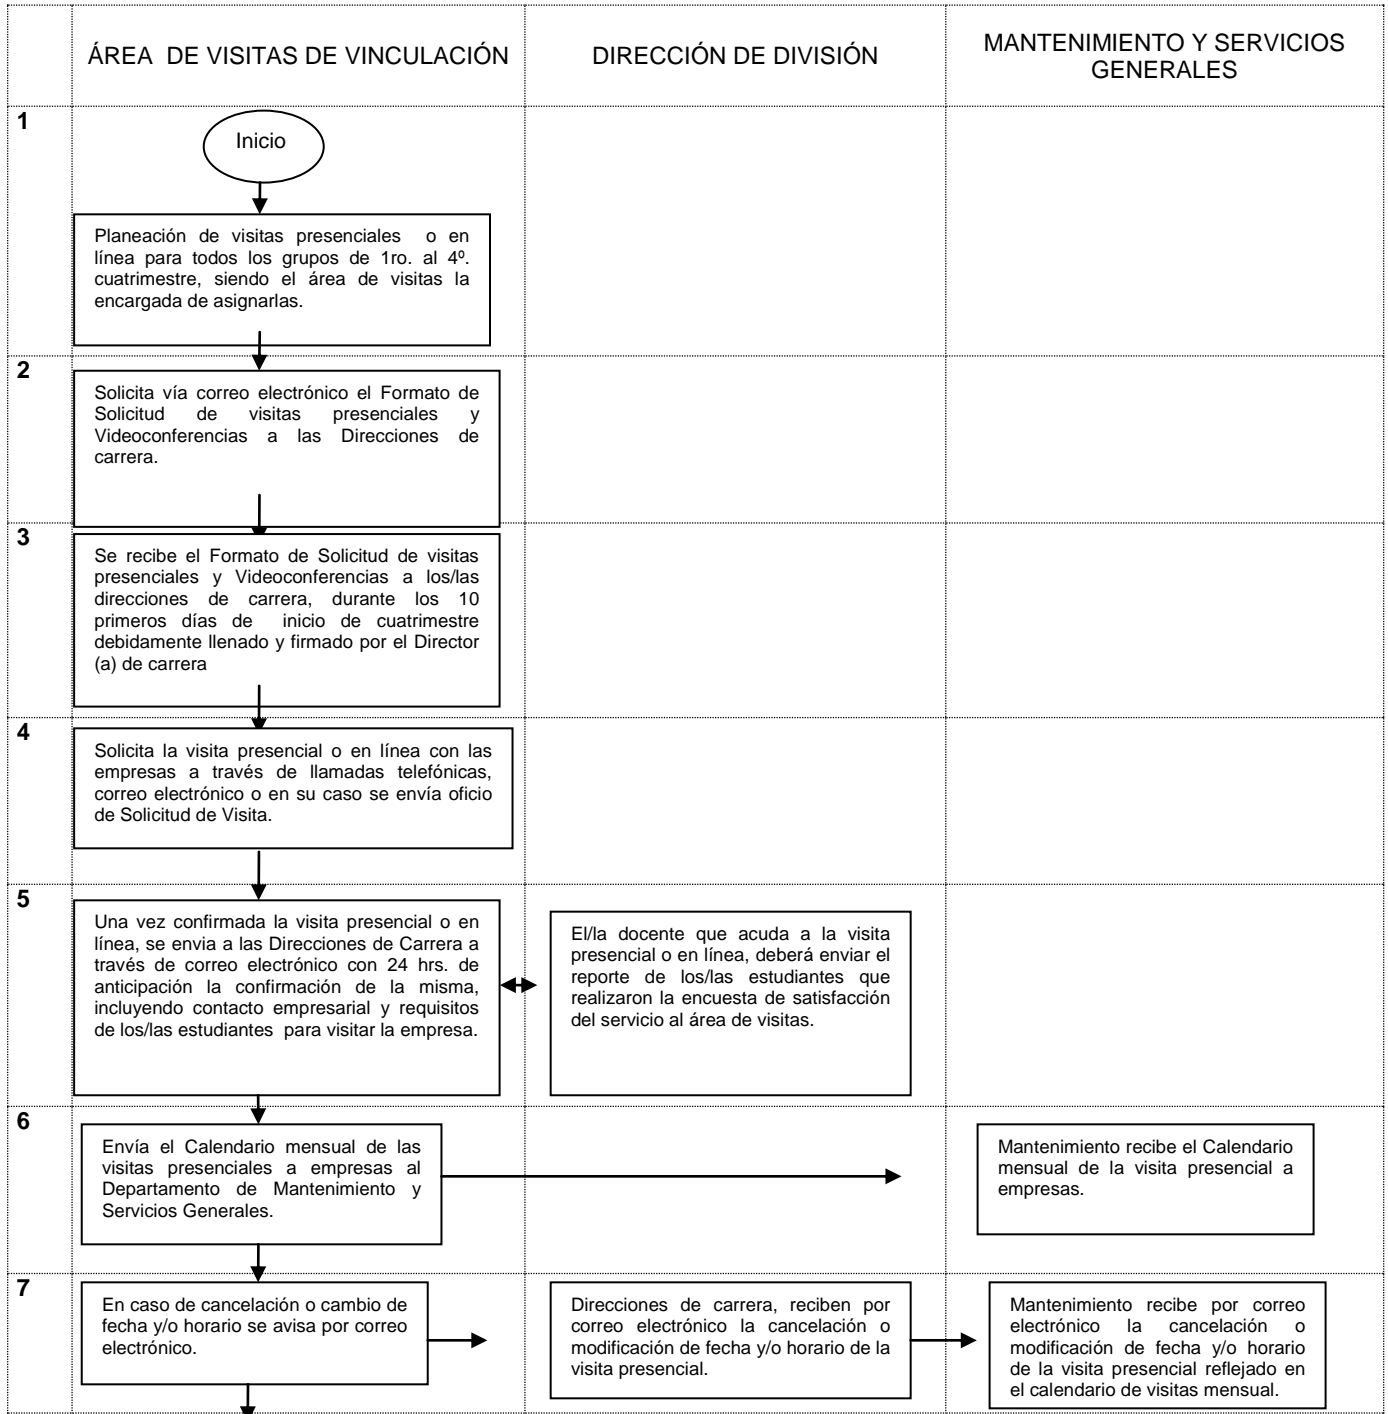 ÁREA DE VISITAS DE VINCULACIÓN
DIRECCIÓN DE DIVISIÓN
MANTENIMIENTO Y SERVICIOS
GENERALES
1
Inicio
Planeación de visitas presenciales o en
línea para todos los grupos de 1ro. al 4º.
cuatrimestre, siendo el área de visitas la
encargada de asignarlas.
2
Solicita vía correo electrónico el Formato de
Solicitud de visitas presenciales y
Videoconferencias a las Direcciones de
carrera.
3
Se recibe el Formato de Solicitud de visitas
presenciales y Videoconferencias a los/las
direcciones de carrera, durante los 10
primeros días de inicio de cuatrimestre
debidamente llenado y firmado por el Director
(a) de carrera
4
Solicita la visita presencial o en línea con las
empresas a través de llamadas telefónicas,
correo electrónico o en su caso se envía oficio
de Solicitud de Visita.
5
Una vez confirmada la visita presencial o en
línea, se envia a las Direcciones de Carrera a
través de correo electrónico con 24 hrs. de
anticipación la confirmación de la misma,
incluyendo contacto empresarial y requisitos
de los/las estudiantes para visitar la empresa.
El/la docente que acuda a la visita
presencial o en línea, deberá enviar el
reporte de los/las estudiantes que
realizaron la encuesta de satisfacción
del servicio al área de visitas.
6
Envía el Calendario mensual de las
visitas presenciales a empresas al
Departamento de Mantenimiento y
Servicios Generales.
Mantenimiento recibe el Calendario
mensual de la visita presencial a
empresas.
7
En caso de cancelación o cambio de
fecha y/o horario se avisa por correo
electrónico.
Direcciones de carrera, reciben por
correo electrónico la cancelación o
modificación de fecha y/o horario de la
visita presencial.
Mantenimiento recibe por correo
electrónico la cancelación o
modificación de fecha y/o horario
de la visita presencial reflejado en
el calendario de visitas mensual.